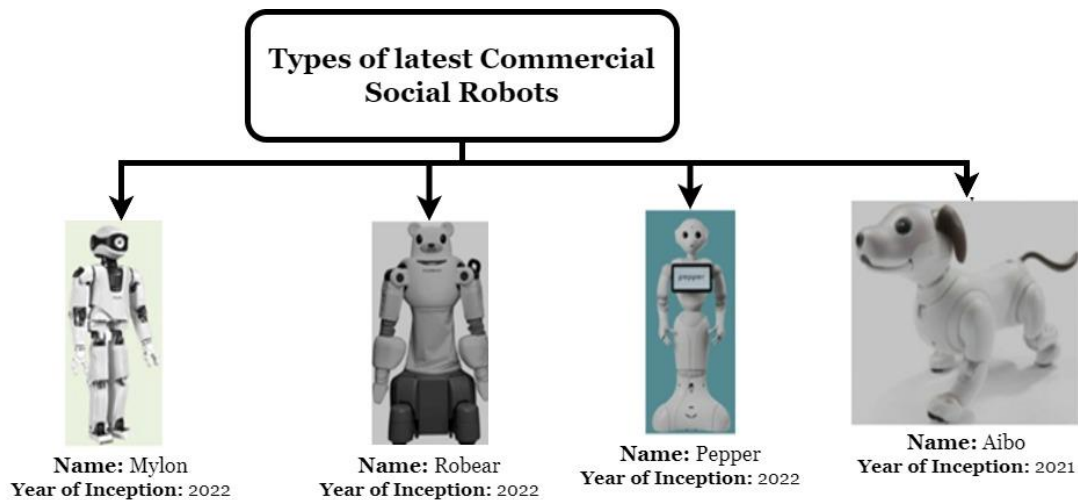 Types of latest Commercial
Social Robots
pepper
Name: Mylon
Year of Inception: 2022
Name: Robear
Year of Inception: 2022
Name: Pepper
Year of Inception: 2022
Name: Aibo
Year of Inception: 2021